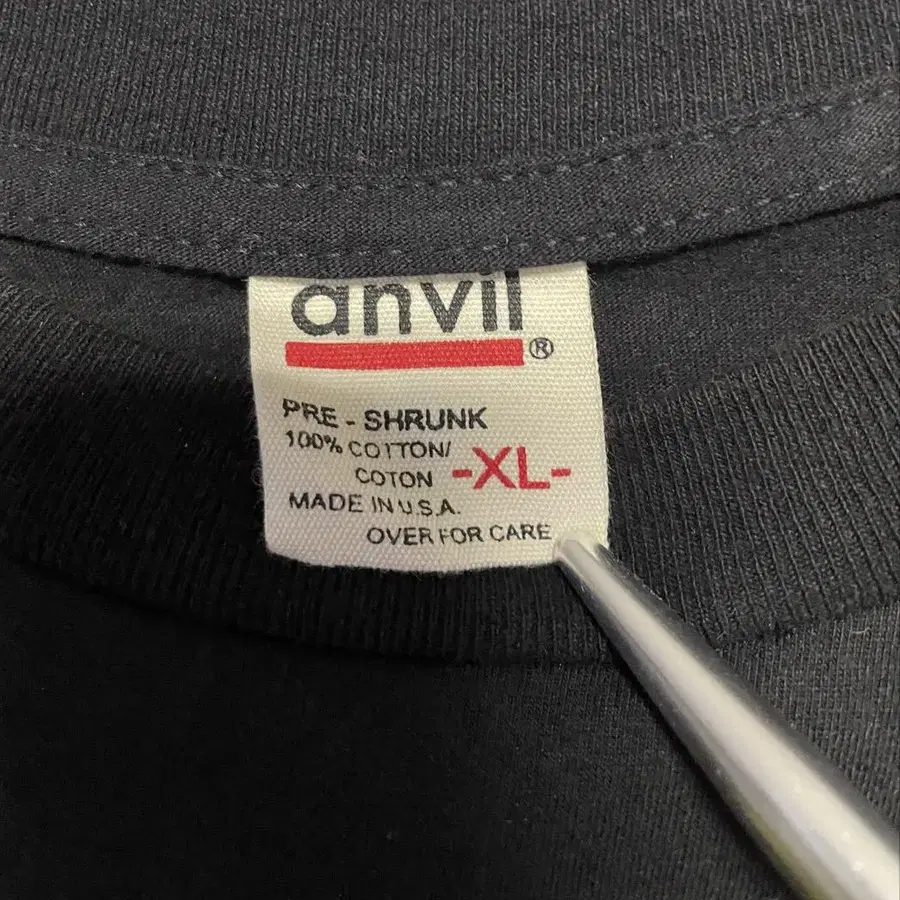 anvil
®
PRE - SHRUNK
100% COTTON/
COTON -XL-
MADE IN U.S.A.
OVER FOR CARE